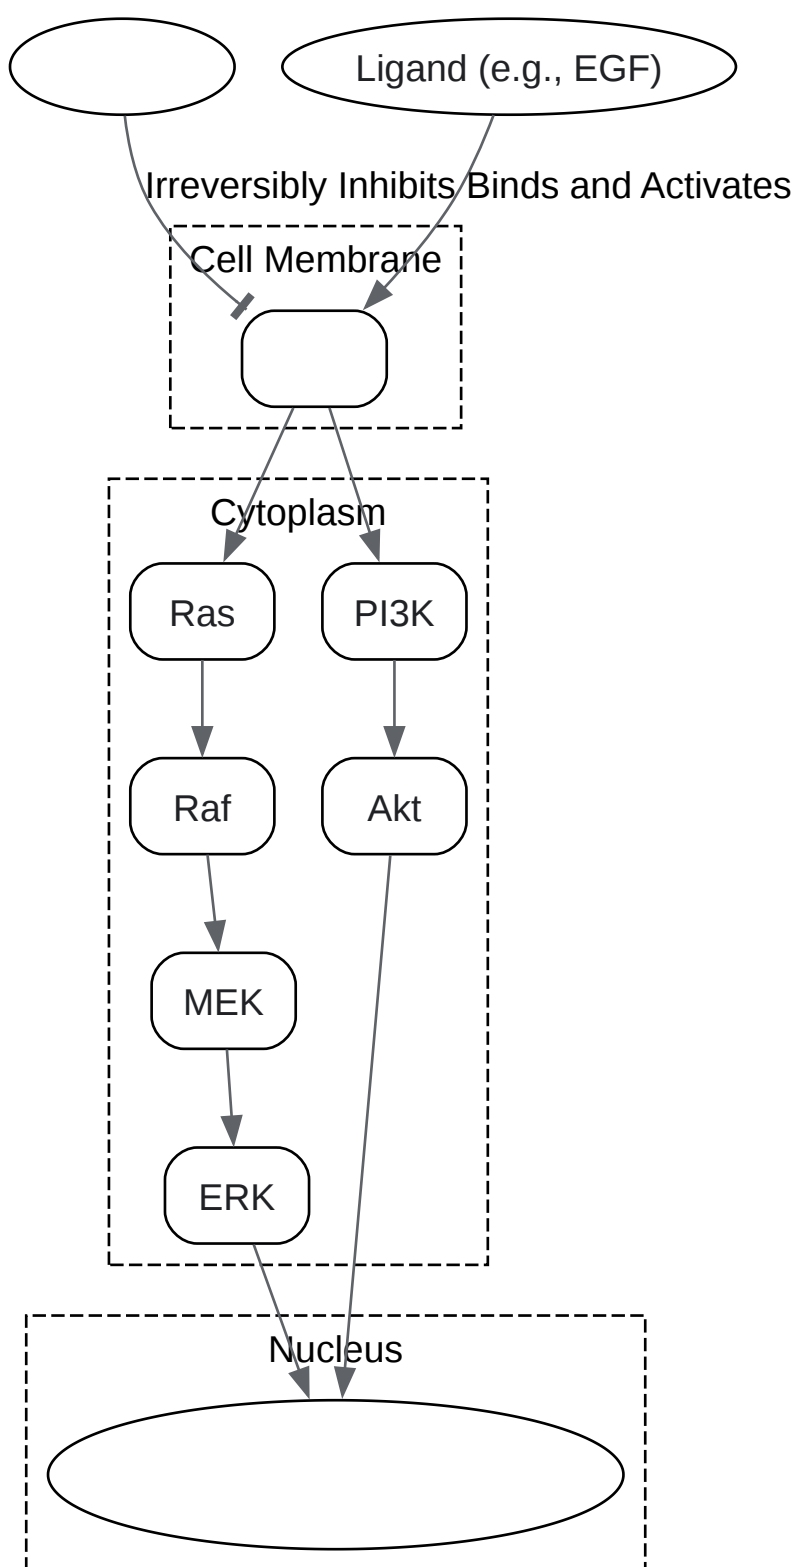 Ligand (e.g., EGF)
Irreversibly Inhibits
Binds and Activates
Cell Membrane
Cytoplasm
Ras
PI3K
Raf
Akt
MEK
ERK
Nucleus